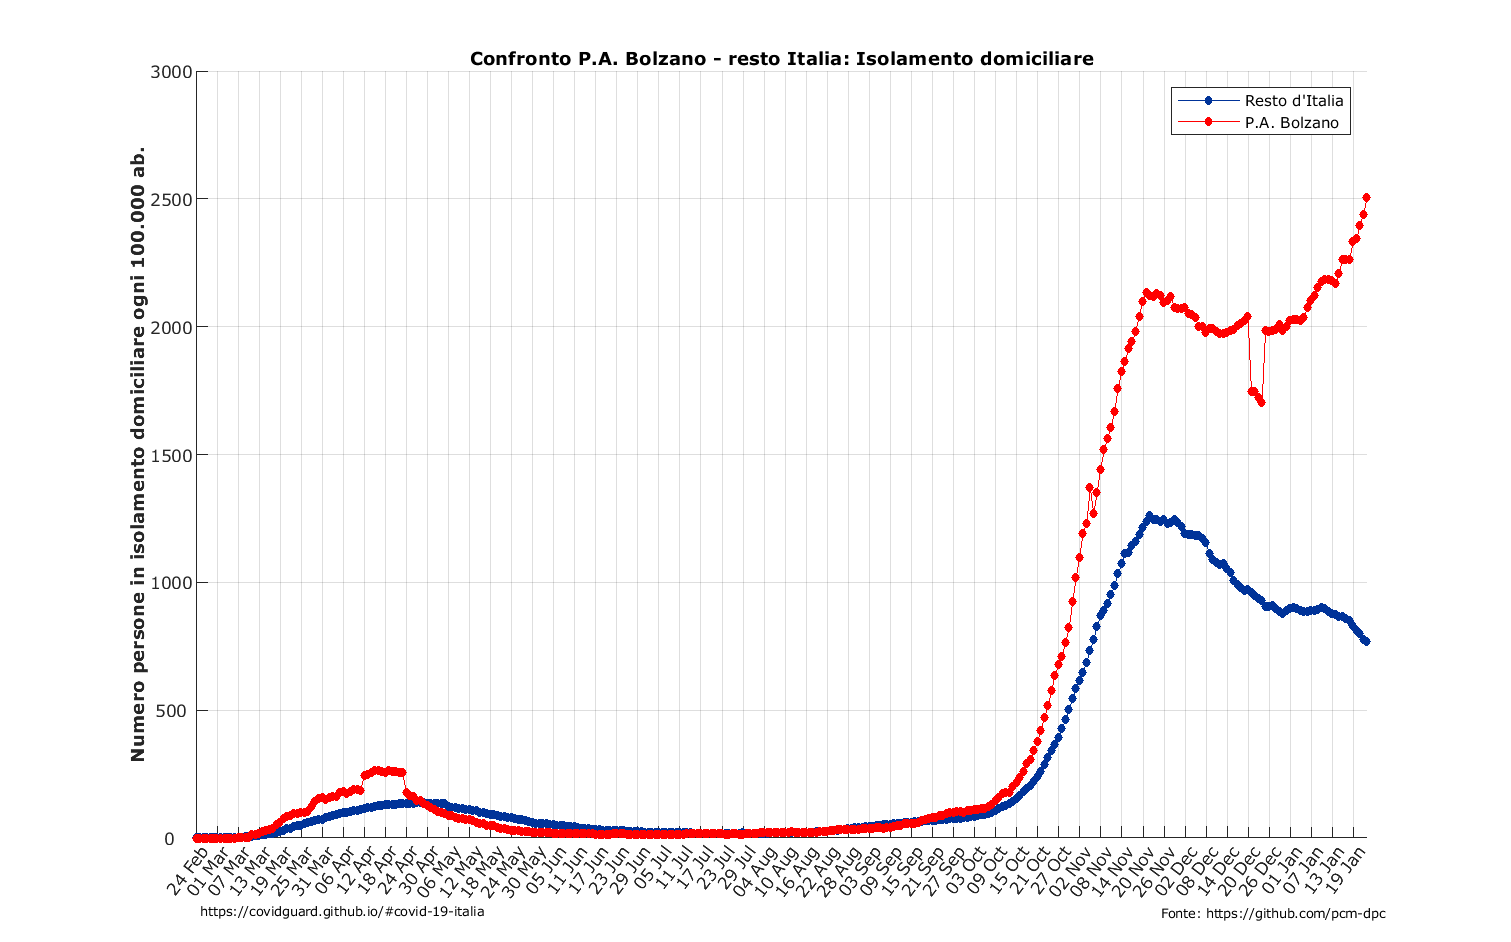 Confronto P.A. Bolzano - resto Italia: Isolamento domiciliare
Resto d'Italia
P.A. Bolzano
Numero persone in isolamento domiciliare ogni 100.000 ab.
3000
2500
2000
1500
1000
500
0
24 Feb
01 Mar
07 Mar
13 Mar
19 Mar
25 Mar
31 Mar
06 Apr
12 Apr
18 Apr
24 Apr
30 Apr
06 May
12 May
18 May
24 May
30 May
05 Jun
11 Jun
17 Jun
23 Jun
29 Jun
05 Jul
11 Jul
17 Jul
23 Jul
29 Jul
04 Aug
10 Aug
16 Aug
22 Aug
28 Aug
03 Sep
09 Sep
15 Sep
21 Sep
27 Sep
03 Oct
09 Oct
15 Oct
21 Oct
27 Oct
02 Nov
08 Nov
14 Nov
20 Nov
26 Nov
02 Dec
08 Dec
14 Dec
20 Dec
26 Dec
01 Jan
07 Jan
13 Jan
19 Jan
https://covidguard.github.io/#covid-19-italia
Fonte: https://github.com/pcm-dpc